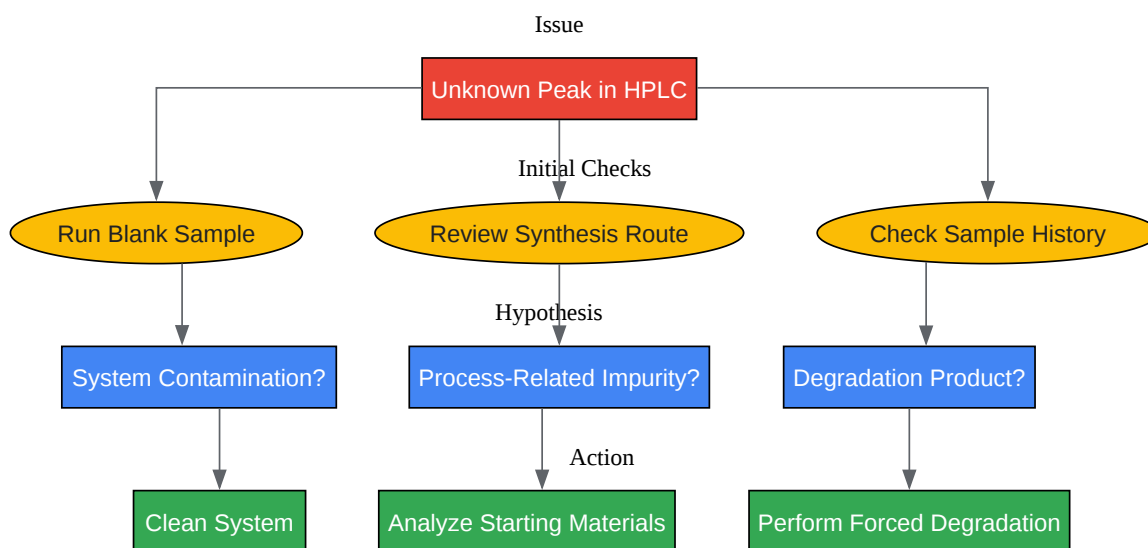 Issue
Unknown Peak in HPLC
Initial Checks
Run Blank Sample
Review Synthesis Route
Check Sample History
Hypothesis
System Contamination?
Process-Related Impurity?
Degradation Product?
Action
Clean System
Analyze Starting Materials
Perform Forced Degradation